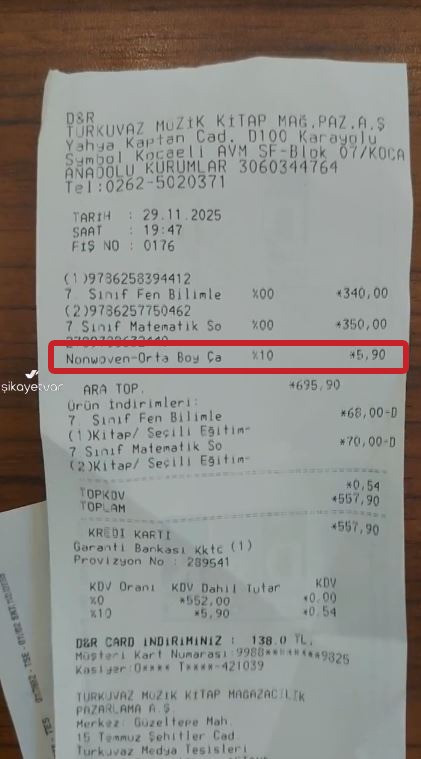 D&R
TURKUVAZ MÜZİK KİTAP MAĞ.PAZ.A.Ş
Yahya Kaptan Cad. D100 Karayolu
Symbol Kocaeli AVM SF-Blok 07/KOCA
ANADOLU KURUMLAR 3060344764
Tel:0262-5020371
TARİH : 29.11.2025
SAAT : 19:47
FİŞ NO : 0176
(1)9786258394412
7. Sınıf Fen Bilimle %00 *340,00
(2)9786257750462
7.Sınıf Matematik So %00 *350,00
Nonwoven-Orta Boy Ça %10 *5,90
şikayetvar
ARA TOP. *695,90
Ürün İndirimleri:
7. Sınıf Fen Bilimle *68,00-D
(1)Kitap/ Seçili Eğitim-
7 Sınıf Matematik So *70,00-D
(2)Kitap/ Seçili Eğitim-
TOPKDV *0,54
TOPLAM *557,90
KREDİ KARTI *557,90
Garanti Bankası Kktc (1)
Provizyon No : 289541
KDV Oranı KDV Dahil Tutar KDV
%0 *552,00 *0.00
%10 *5,90 *0.54
D&R CARD İNDİRİMİNİZ : 138.0 TL.
Müşteri Kart Numarası:9988*********9825
Kasiyer:O**** T****-421039
TURKUVAZ MÜZİK KİTAP MAĞAZACILIK
PAZARLAMA A.Ş.
Merkez: Güzeltepe Mah.
15 Temmuz Şehitler Cad.
Turkuvaz Medya Tesisleri